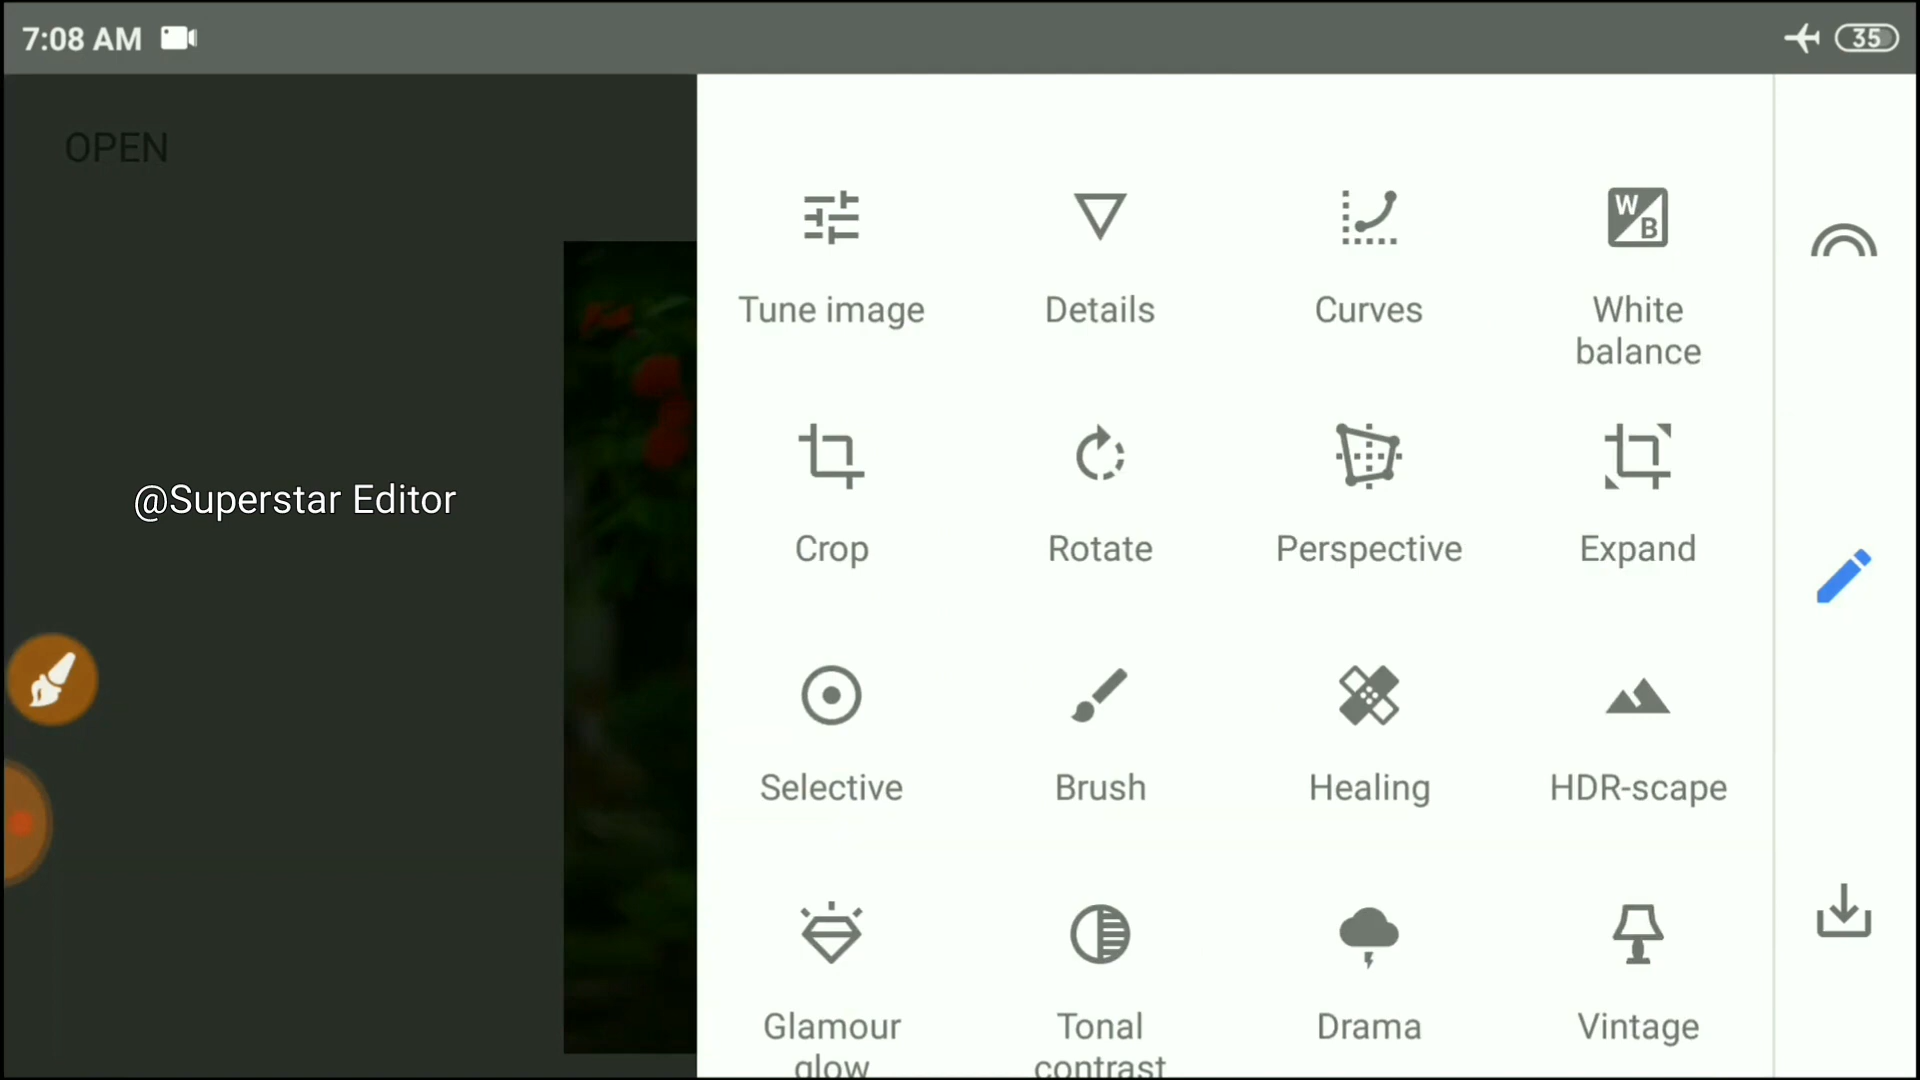 7:08 AM
35
OPEN
@Superstar Editor
Tune image
Details
Curves
W
B
White
balance
Crop
Rotate
Perspective
Expand
Selective
Brush
Healing
HDR-scape
Glamour
glow
Tonal
contrast
Drama
Vintage